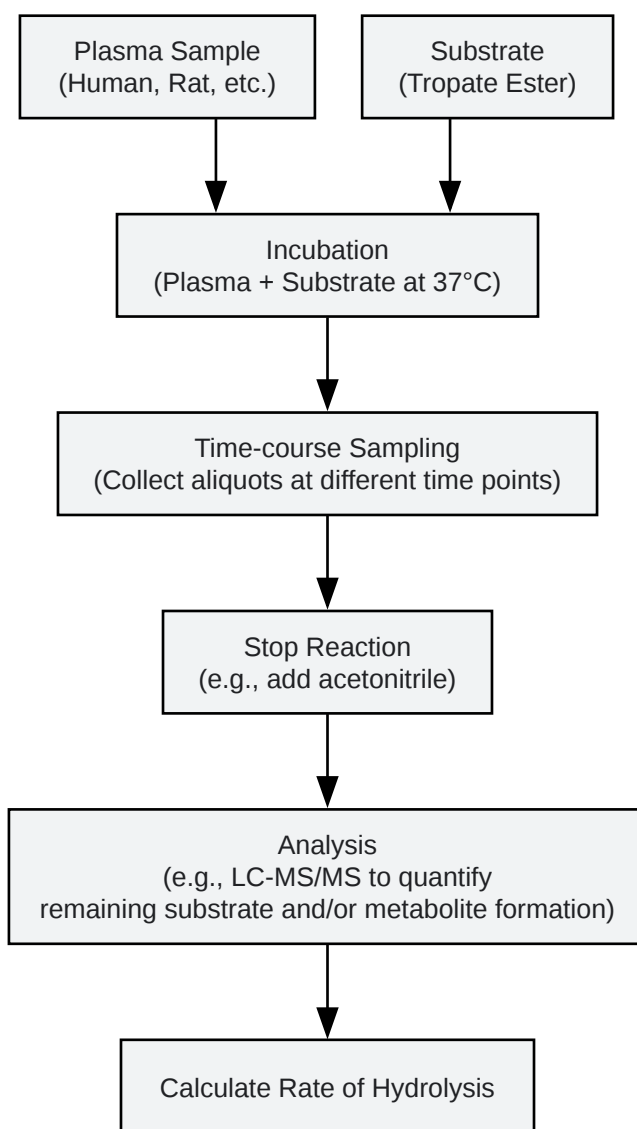 Plasma Sample
(Human, Rat, etc.)
Substrate
(Tropate Ester)
Incubation
(Plasma + Substrate at 37°C)
Time-course Sampling
(Collect aliquots at different time points)
Stop Reaction
(e.g., add acetonitrile)
Analysis
(e.g., LC-MS/MS to quantify
remaining substrate and/or metabolite formation)
Calculate Rate of Hydrolysis